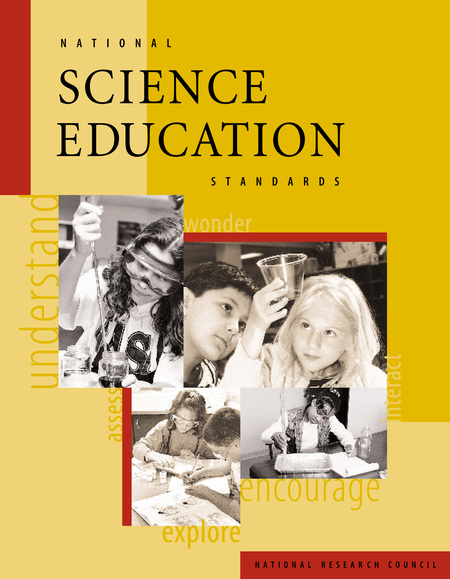 NATIONAL
SCIENCE
EDUCATION
STANDARDS
understand
wonder
interact
assess
encourage
explore
NATIONAL RESEARCH COUNCIL